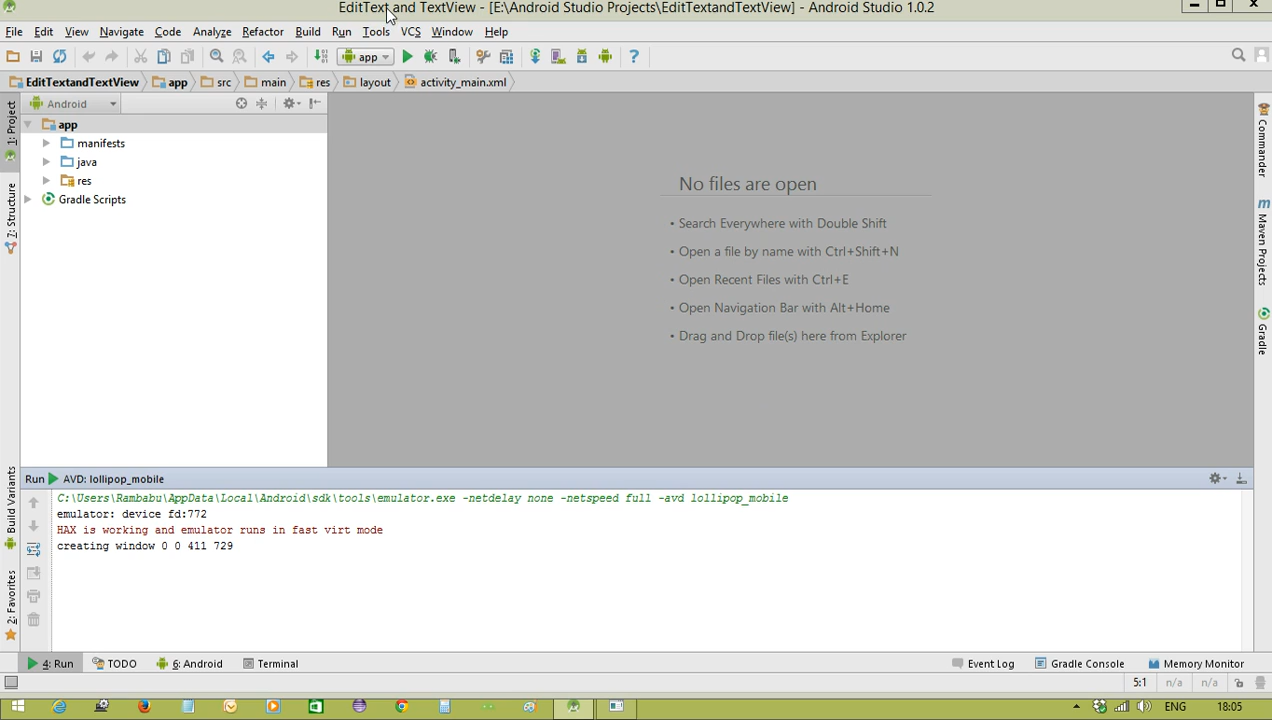 EditText and TextView - [E:\Android Studio Projects\EditTextandTextView] - Android Studio 1.0.2
File Edit View Navigate Code Analyze Refactor Build Run Tools VCS Window Help
app
EditTextandTextView app src main res layout activity_main.xml
Android
1: Project
7: Structure
Build Variants
2: Favorites
app
manifests
java
res
Gradle Scripts
No files are open
• Search Everywhere with Double Shift
• Open a file by name with Ctrl+Shift+N
• Open Recent Files with Ctrl+E
• Open Navigation Bar with Alt+Home
• Drag and Drop file(s) here from Explorer
Commander
Maven Projects
Gradle
Run AVD: lollipop_mobile
C:\Users\Rambabu\AppData\Local\Android\sdk\tools\emulator.exe -netdelay none -netspeed full -avd lollipop_mobile
emulator: device fd:772
HAX is working and emulator runs in fast virt mode
creating window 0 0 411 729
4: Run TODO 6: Android Terminal Event Log Gradle Console Memory Monitor
5:1 n/a n/a
ENG 18:05